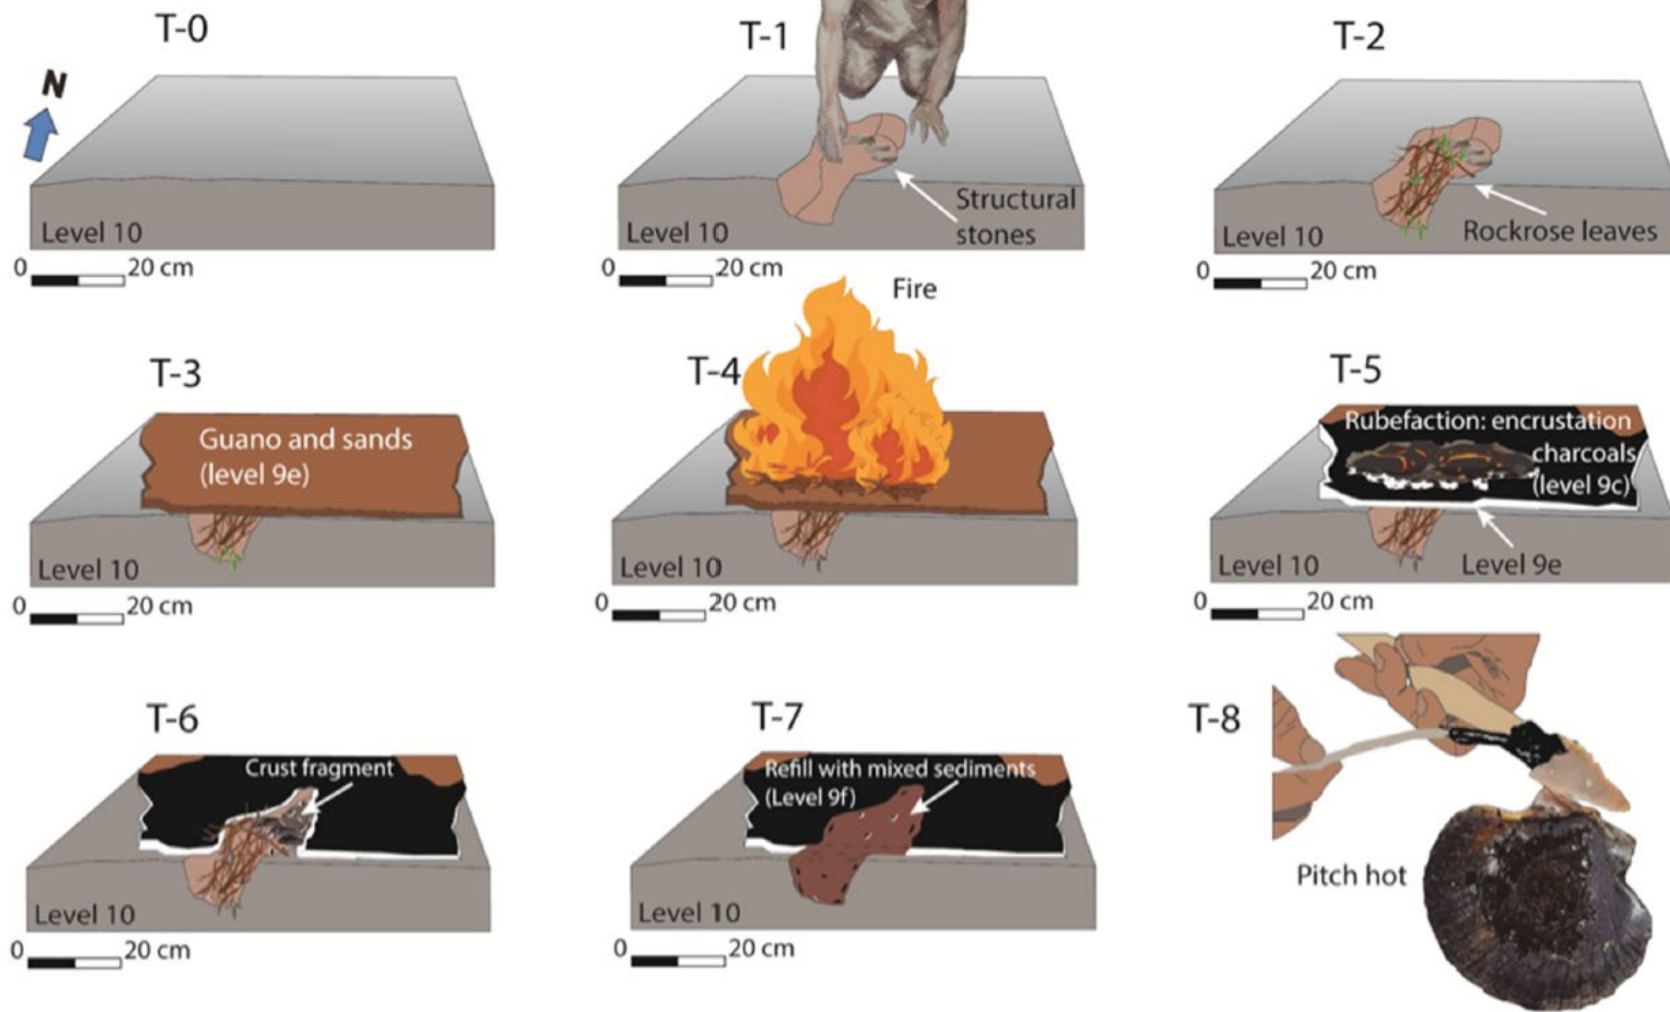 T-0
N
Level 10
0 20 cm
T-1
Structural
stones
Level 10
0 20 cm
T-2
Rockrose leaves
Level 10
0 20 cm
T-3
Guano and sands
(level 9e)
Level 10
0 20 cm
Fire
T-4
Level 10
0 20 cm
T-5
Rubefaction: encrustation
charcoals
(level 9c)
Level 10
Level 9e
0 20 cm
T-6
Crust fragment
Level 10
0 20 cm
T-7
Refill with mixed sediments
(Level 9f)
Level 10
0 20 cm
T-8
Pitch hot